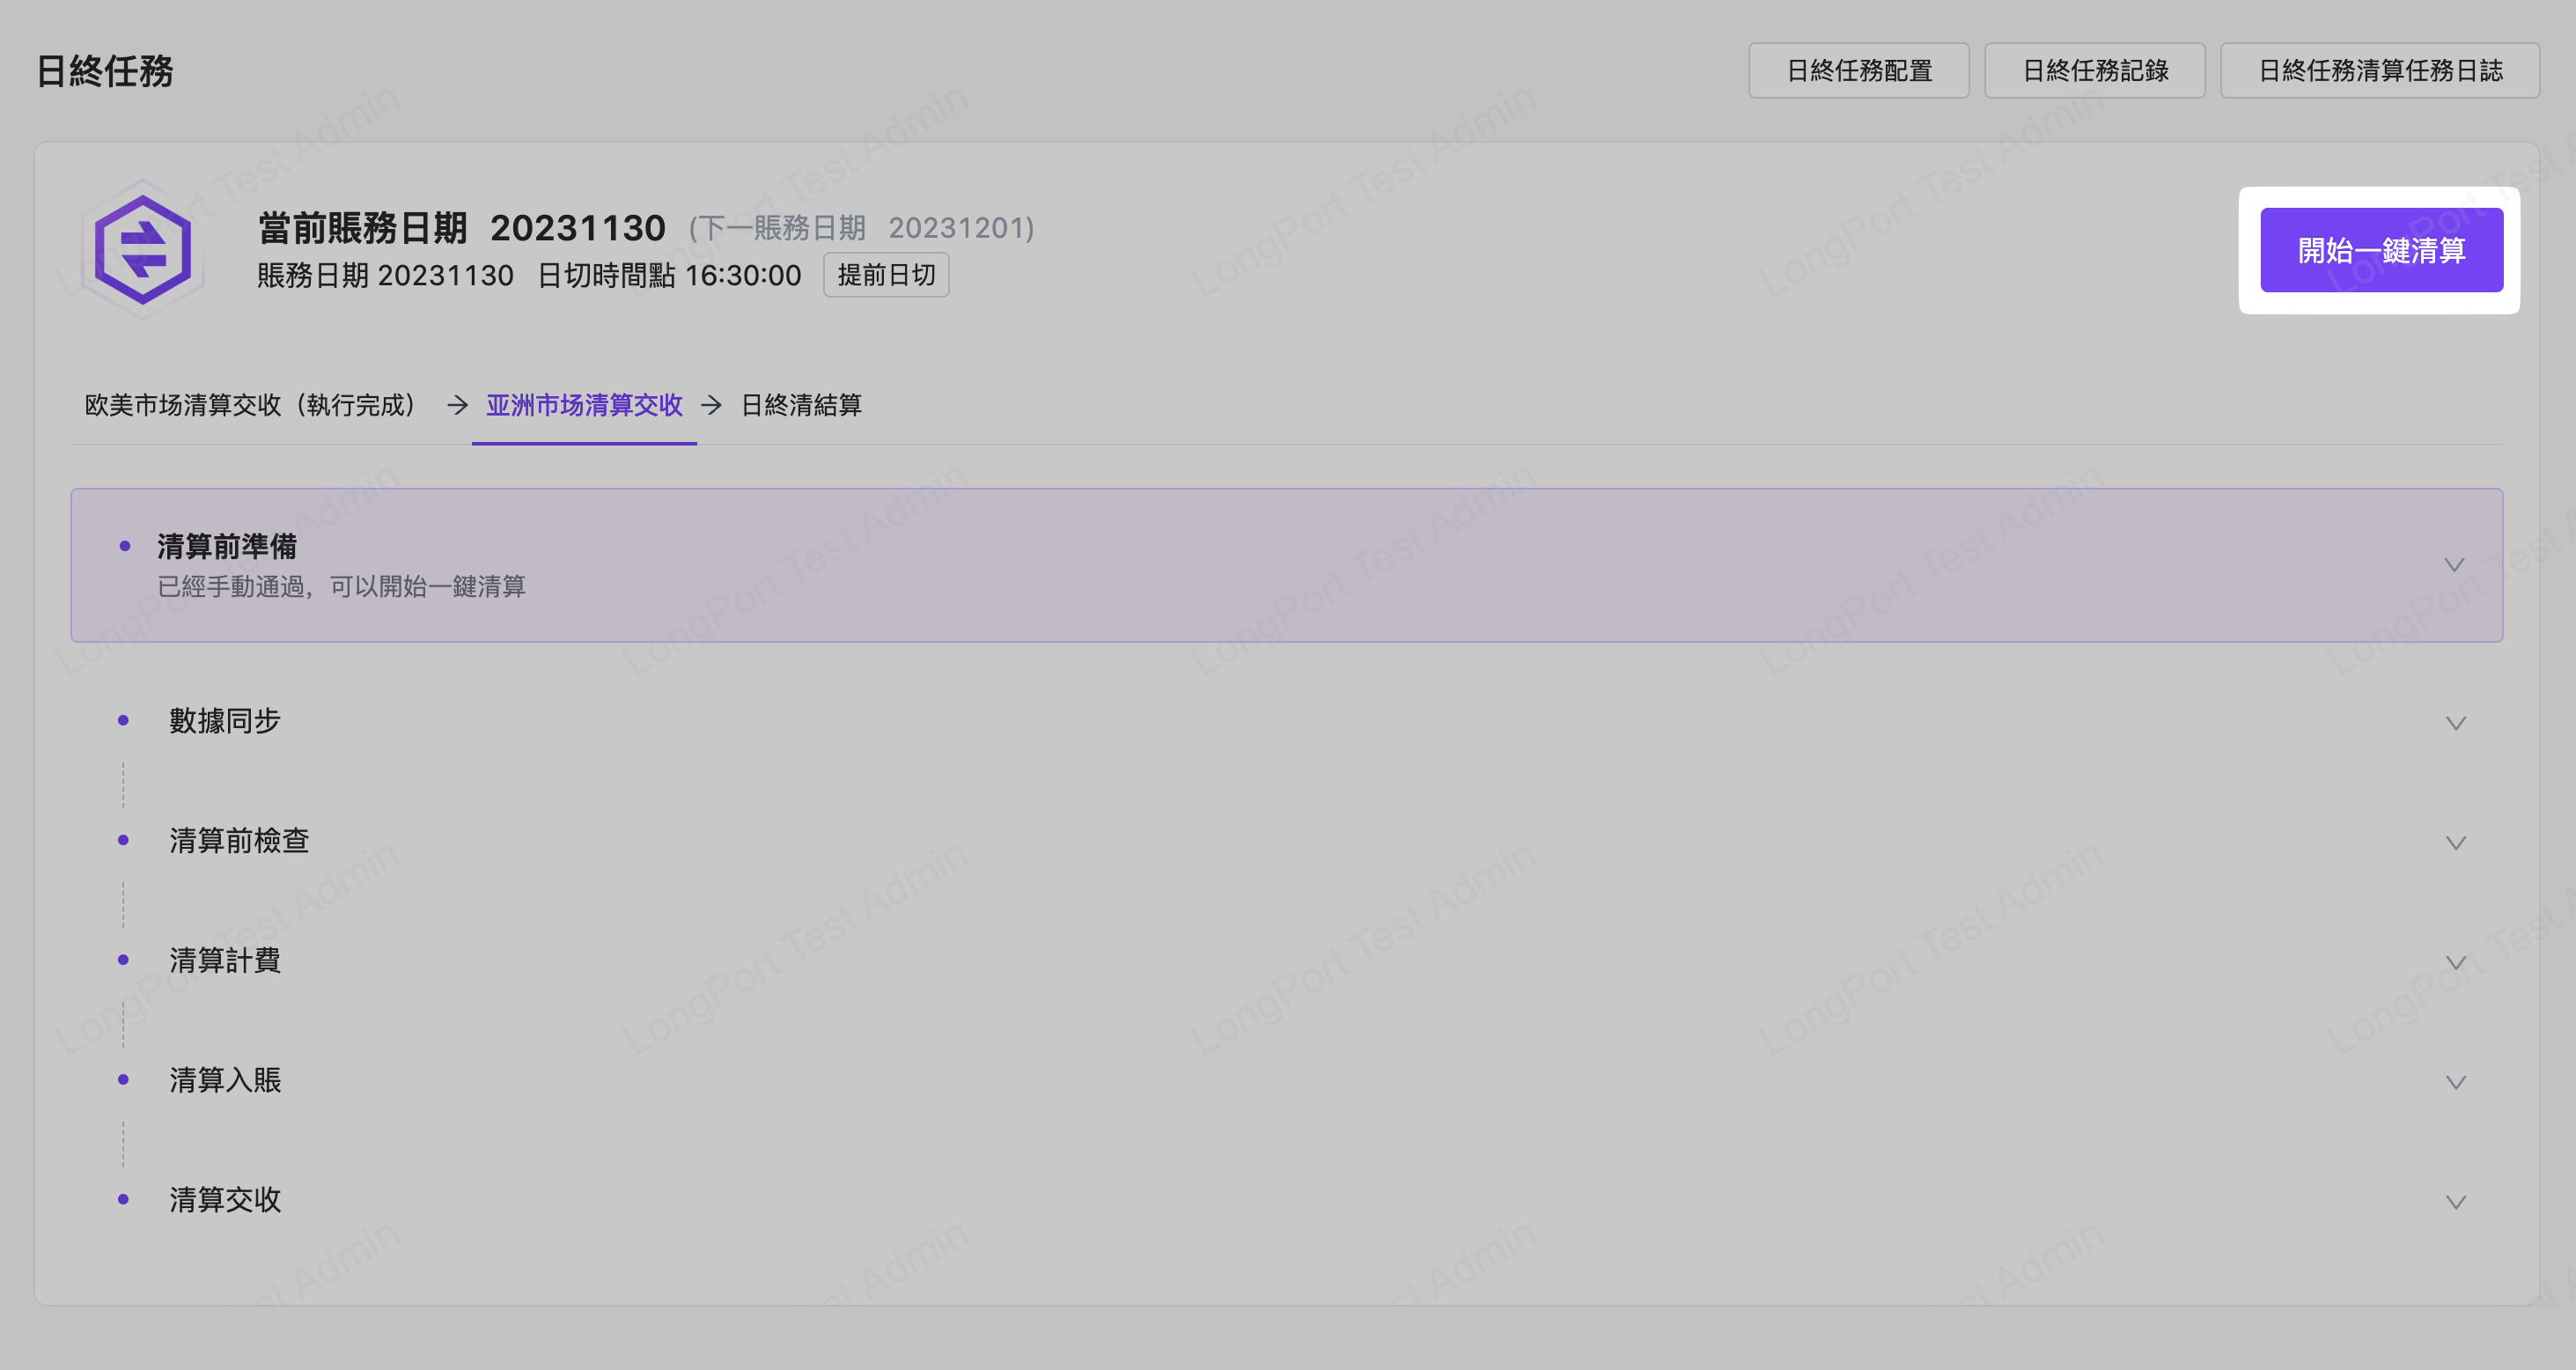 日終任務
日終任務配置
日終任務記錄
日終任務清算任務日誌
當前賬務日期 20231130 (下一賬務日期 20231201)
賬務日期 20231130 日切時間點 16:30:00 提前日切
開始一鍵清算
欧美市场清算交收（執行完成） → 亚洲市场清算交收 → 日終清結算
清算前準備
已經手動通過，可以開始一鍵清算
數據同步
清算前檢查
清算計費
清算入賬
清算交收
LongPort Test Admin